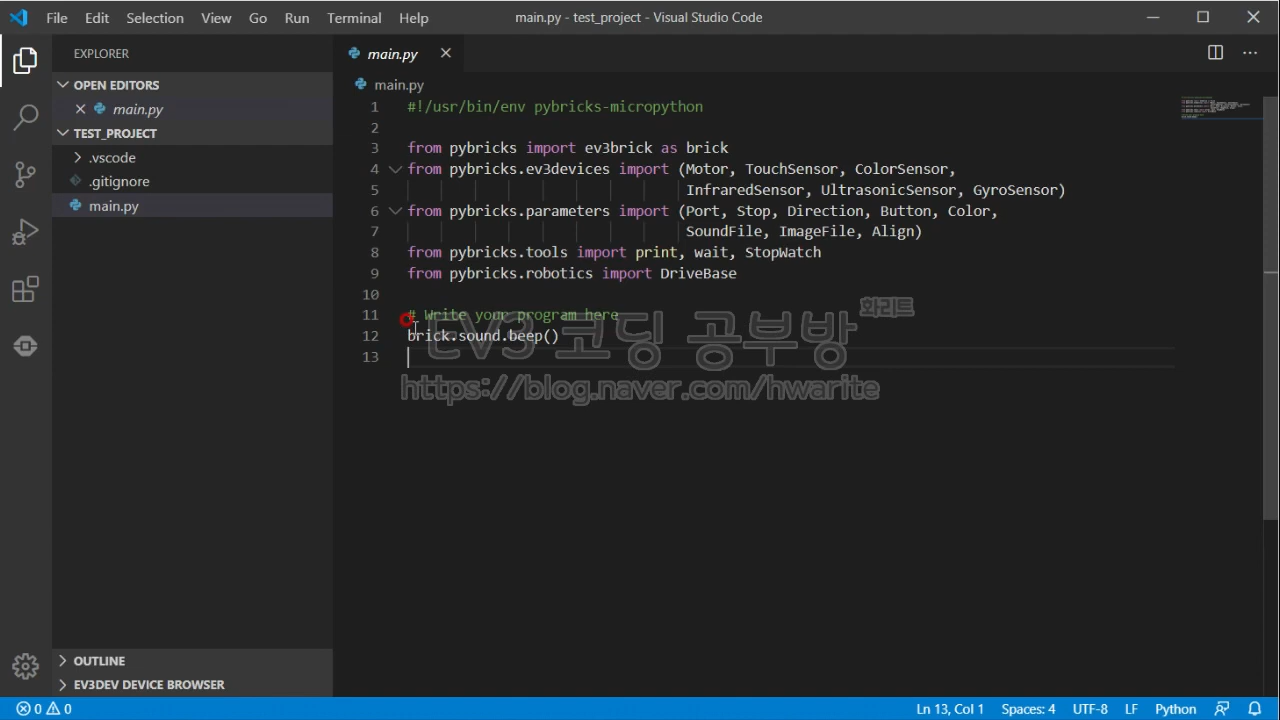 File Edit Selection View Go Run Terminal Help
main.py - test_project - Visual Studio Code
EXPLORER
OPEN EDITORS
main.py
TEST_PROJECT
.vscode
.gitignore
main.py
OUTLINE
EV3DEV DEVICE BROWSER
main.py
main.py
1 #!/usr/bin/env pybricks-micropython
2
3 from pybricks import ev3brick as brick
4 from pybricks.ev3devices import (Motor, TouchSensor, ColorSensor,
5 InfraredSensor, UltrasonicSensor, GyroSensor)
6 from pybricks.parameters import (Port, Stop, Direction, Button, Color,
7 SoundFile, ImageFile, Align)
8 from pybricks.tools import print, wait, StopWatch
9 from pybricks.robotics import DriveBase
10
11 # Write your program here
12 brick.sound.beep()
13
화리트
EV3 코딩 공부방
https://blog.naver.com/hwarite
0 0
Ln 13, Col 1 Spaces: 4 UTF-8 LF Python